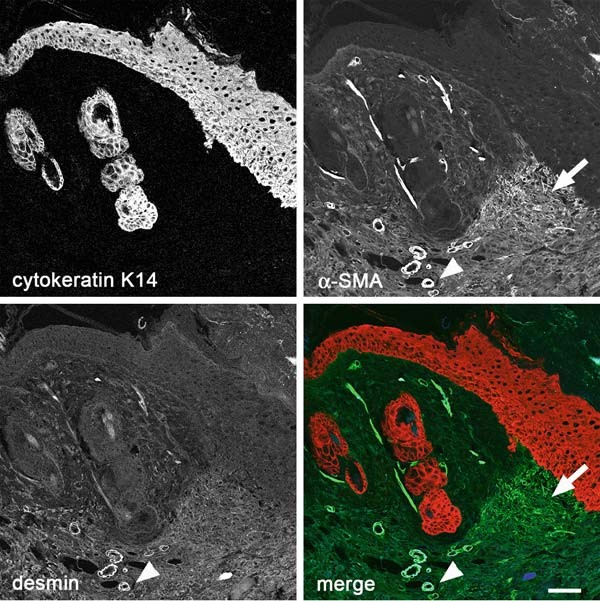 cytokeratin K14
α-SMA
desmin
merge